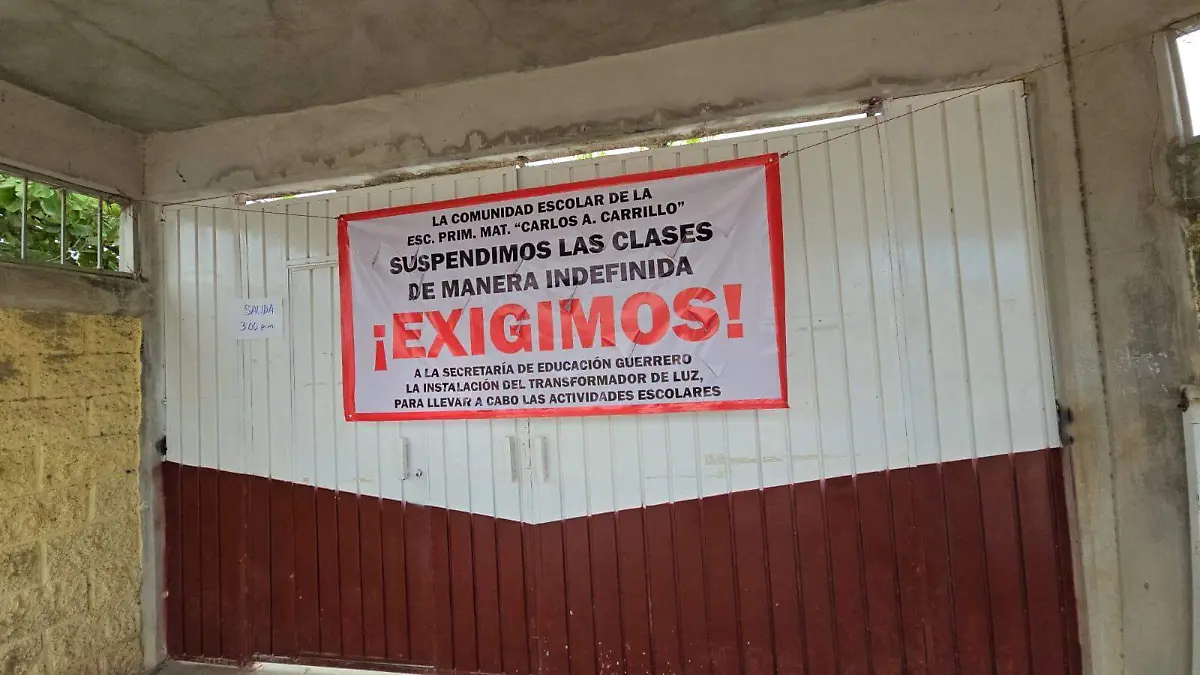 LA COMUNIDAD ESCOLAR DE LA
ESC. PRIM. MAT. "CARLOS A. CARRILLO"
SUSPENDIMOS LAS CLASES
DE MANERA INDEFINIDA
¡EXIGIMOS!
A LA SECRETARÍA DE EDUCACIÓN GUERRERO
LA INSTALACIÓN DEL TRANSFORMADOR DE LUZ,
PARA LLEVAR A CABO LAS ACTIVIDADES ESCOLARES
SALIDA
3:00 p.m.